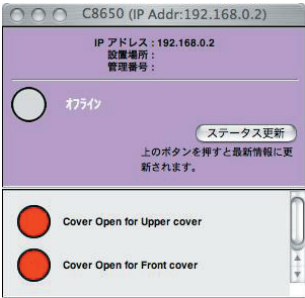 C8650 (IP Addr:192.168.0.2)
IP アドレス : 192.168.0.2
設置場所 :
管理番号 :
オフライン
ステータス更新
上のボタンを押すと最新情報に更
新されます。
Cover Open for Upper cover
Cover Open for Front cover